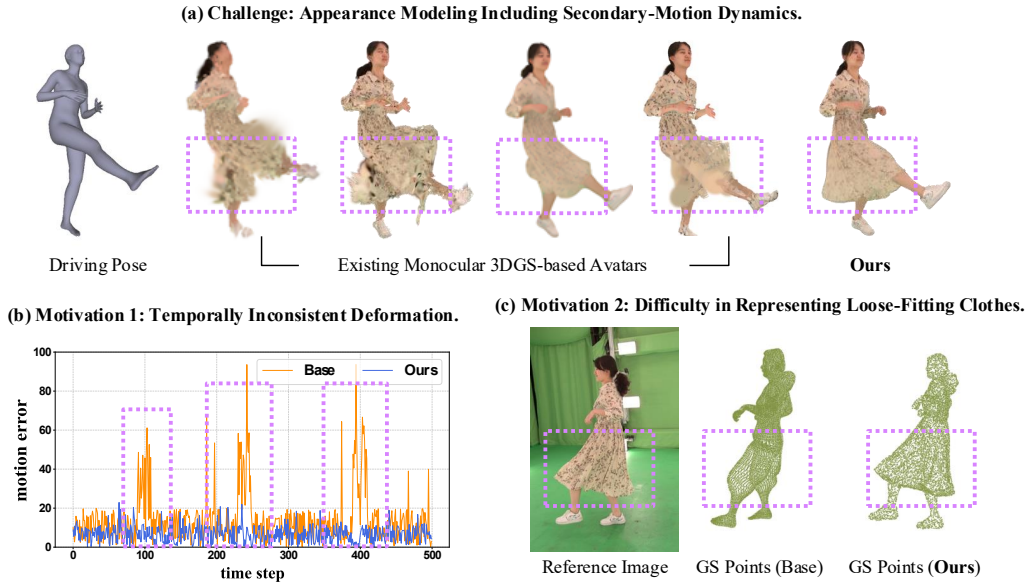 (a) Challenge: Appearance Modeling Including Secondary-Motion Dynamics.
Driving Pose
Existing Monocular 3DGS-based Avatars
Ours
(b) Motivation 1: Temporally Inconsistent Deformation.
100
80
60
40
20
0
motion error
Base
Ours
0
100
200
300
400
500
time step
(c) Motivation 2: Difficulty in Representing Loose-Fitting Clothes.
Reference Image
GS Points (Base)
GS Points (Ours)